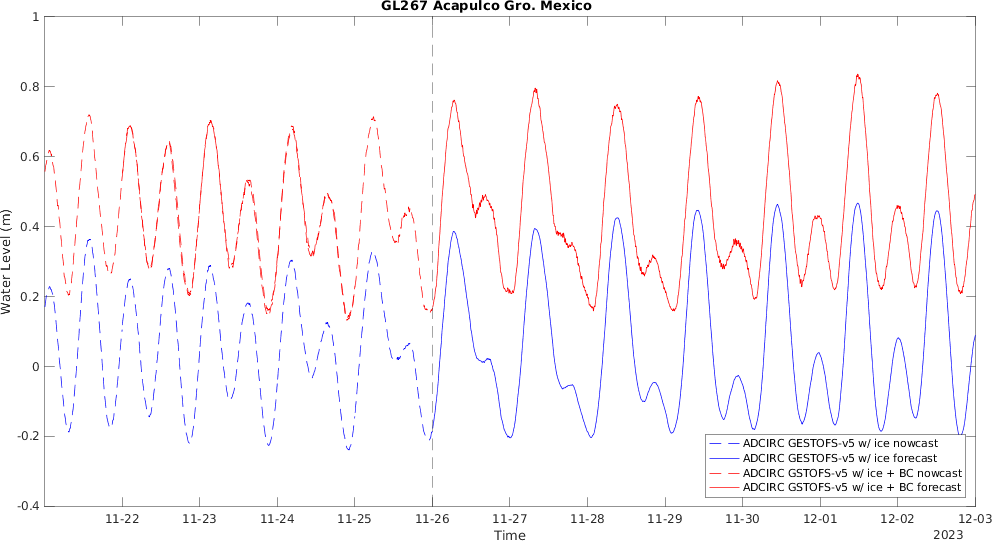 GL267 Acapulco Gro. Mexico
1
0.8
0.6
0.4
0.2
0
-0.2
-0.4
Water Level (m)
11-22 11-23 11-24 11-25 11-26 11-27 11-28 11-29 11-30 12-01 12-02 12-03
Time
2023
ADCIRC GESTOFS-v5 w/ ice nowcast
ADCIRC GESTOFS-v5 w/ ice forecast
ADCIRC GSTOFS-v5 w/ ice + BC nowcast
ADCIRC GSTOFS-v5 w/ ice + BC forecast